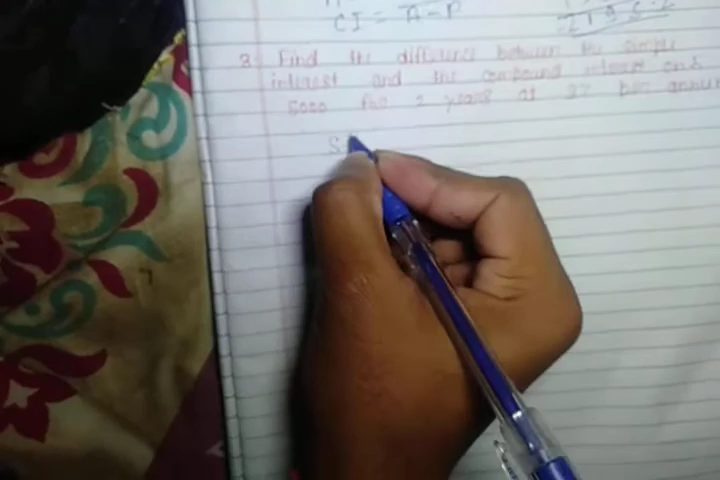 CI = A - P
3. Find the difference between the simple
interest and the compound interest on ₹
5000 for 2 years at 8% per annum
S